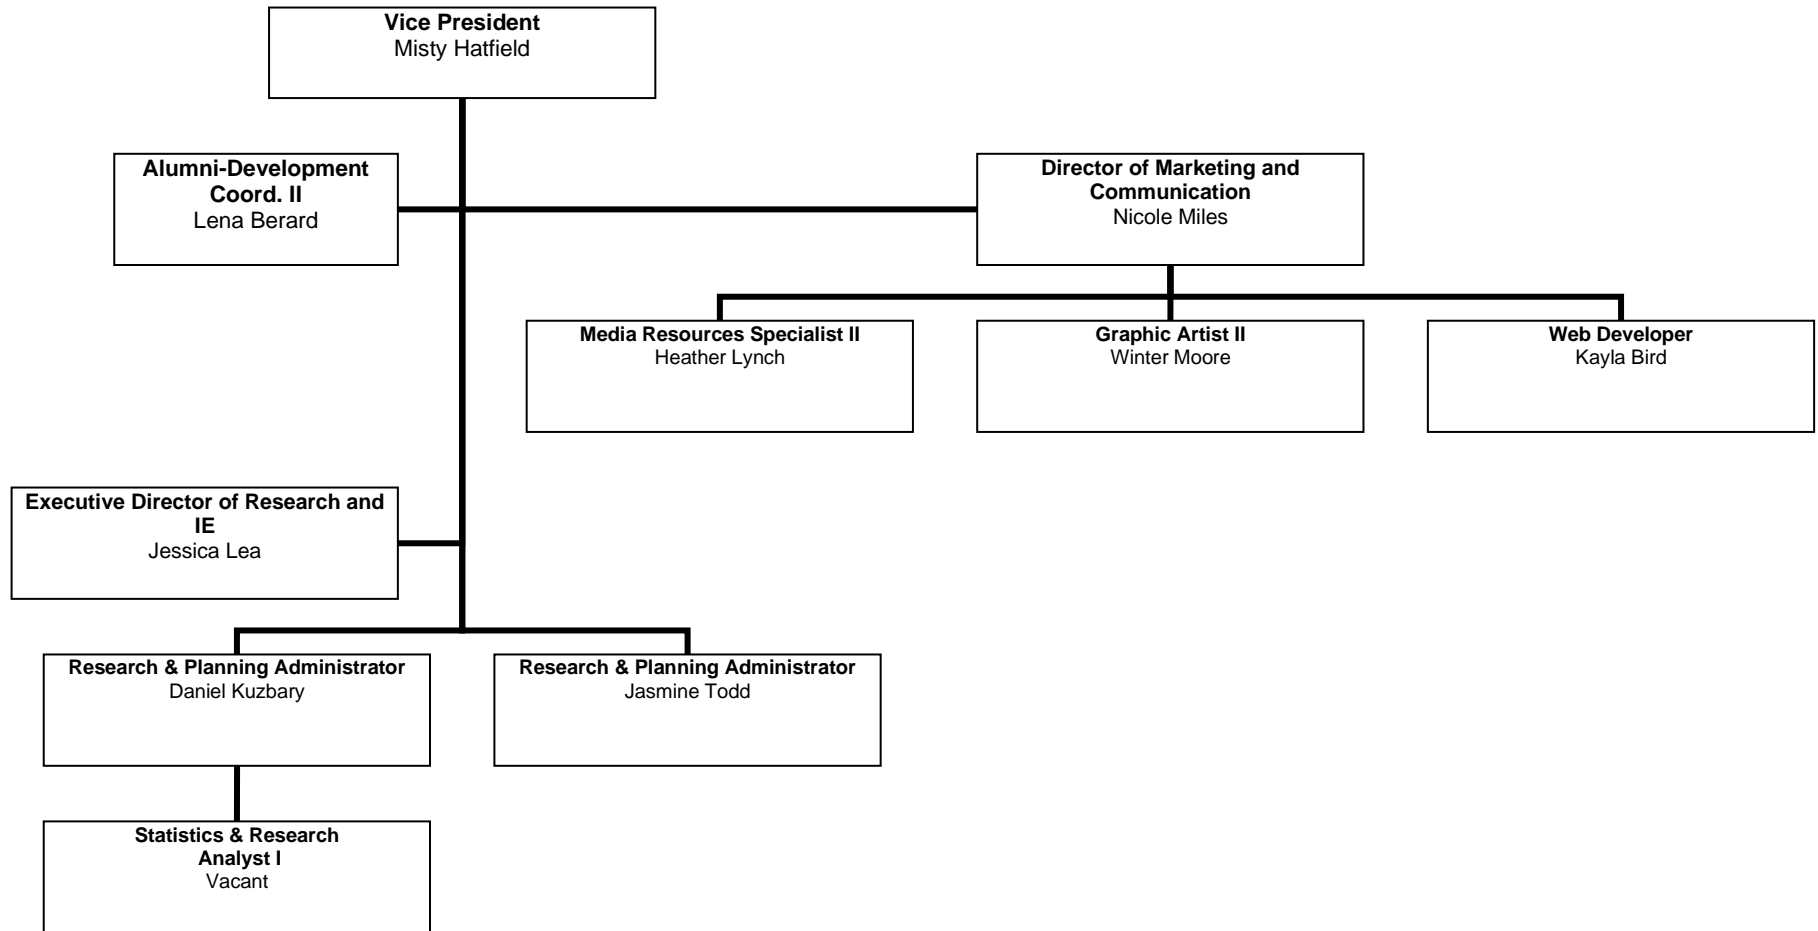 Vice President
Misty Hatfield
Alumni-Development
Coord. II
Lena Berard
Director of Marketing and
Communication
Nicole Miles
Media Resources Specialist II
Heather Lynch
Graphic Artist II
Winter Moore
Web Developer
Kayla Bird
Executive Director of Research and
IE
Jessica Lea
Research & Planning Administrator
Daniel Kuzbary
Research & Planning Administrator
Jasmine Todd
Statistics & Research
Analyst I
Vacant